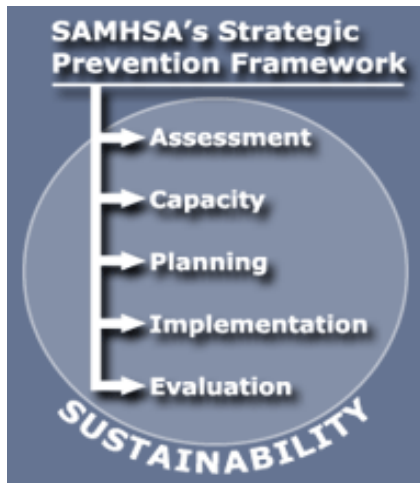 SAMHSA's Strategic
Prevention Framework
Assessment
Capacity
Planning
Implementation
Evaluation
SUSTAINABILITY